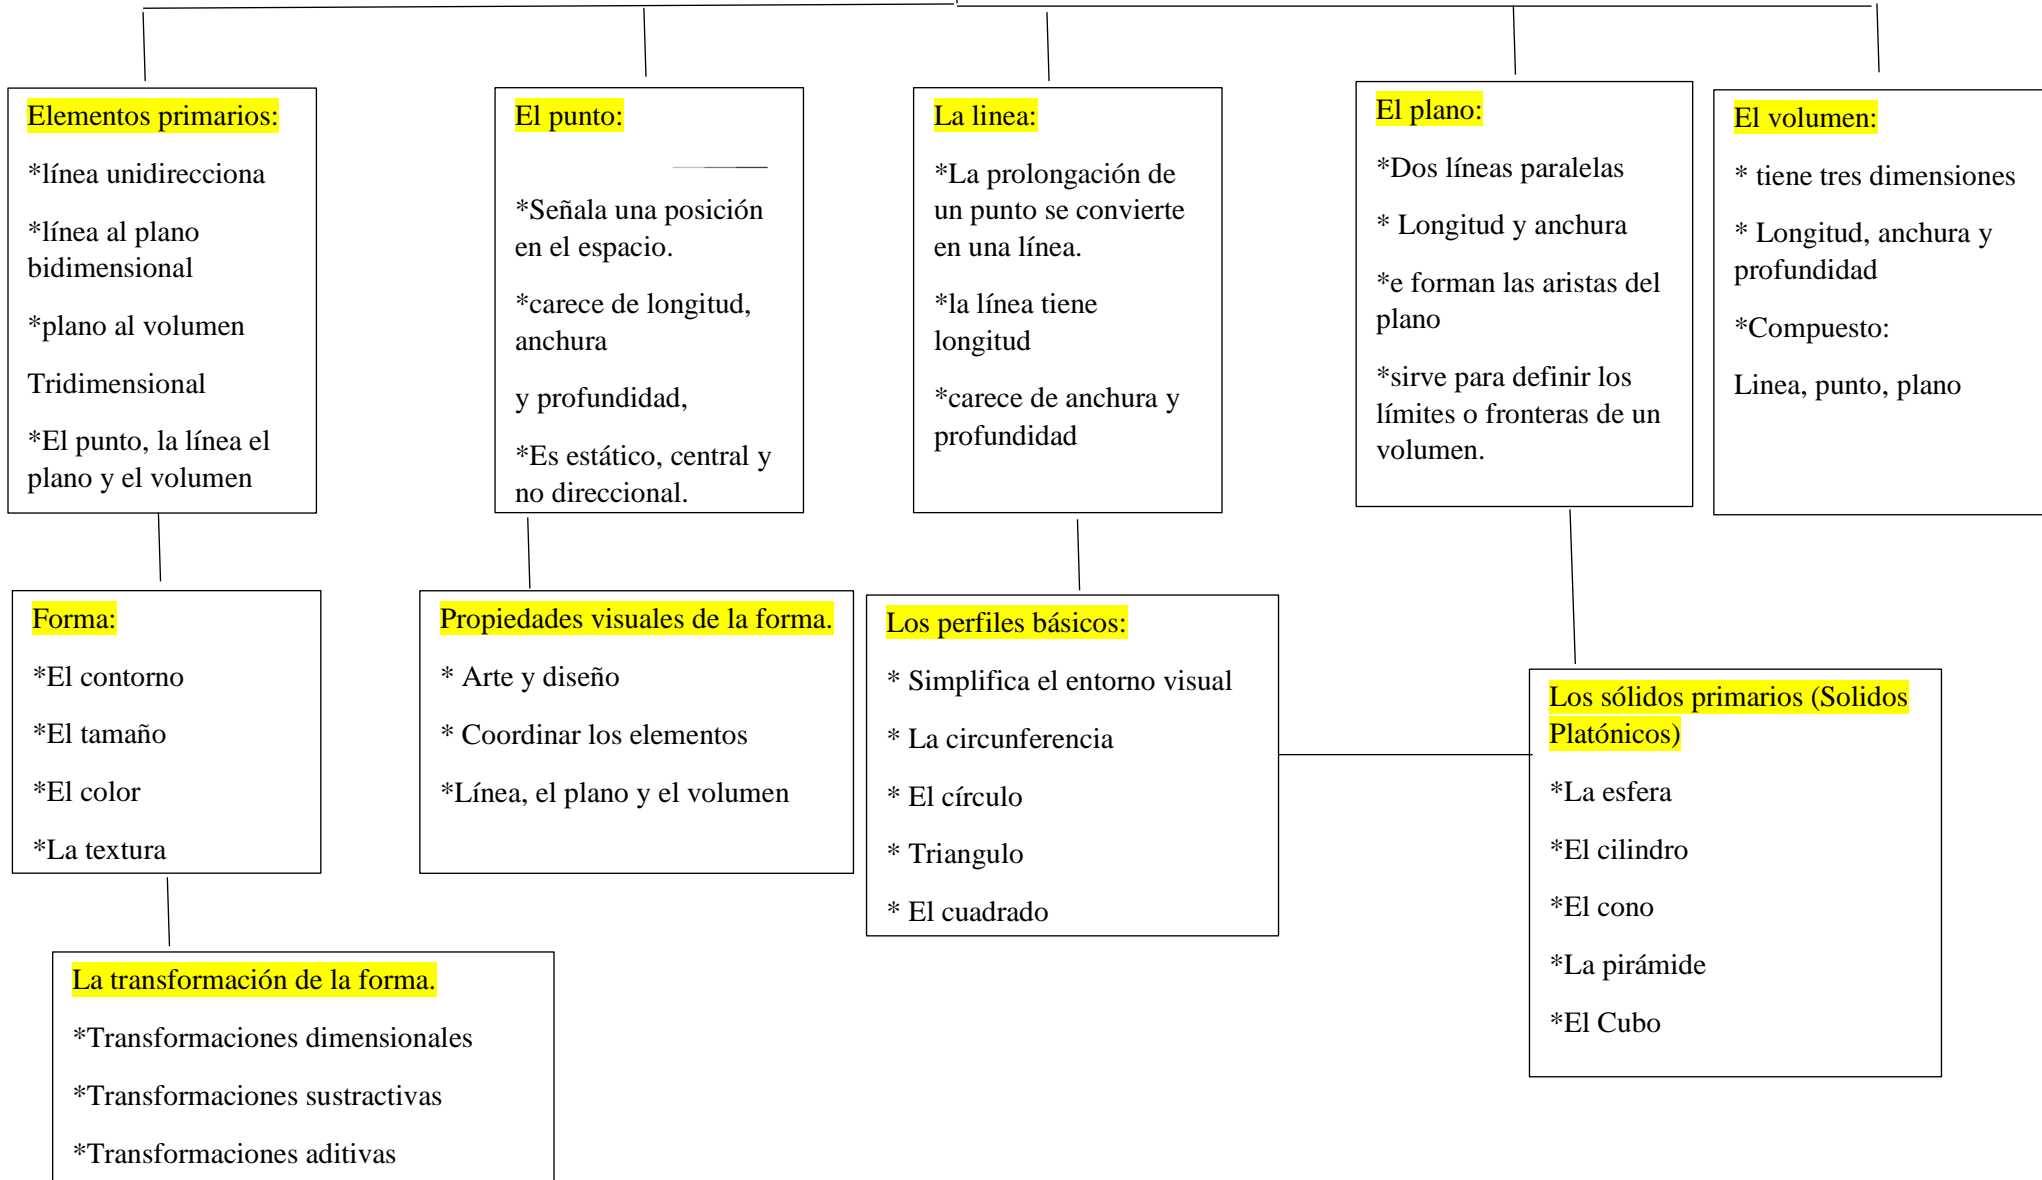 Elementos primarios:
*línea unidirecciona
*línea al plano
bidimensional
*plano al volumen
Tridimensional
*El punto, la línea el
plano y el volumen
El punto:
*Señala una posición
en el espacio.
*carece de longitud,
anchura
y profundidad,
*Es estático, central y
no direccional.
La linea:
*La prolongación de
un punto se convierte
en una línea.
*la línea tiene
longitud
*carece de anchura y
profundidad
El plano:
*Dos líneas paralelas
* Longitud y anchura
*e forman las aristas del
plano
*sirve para definir los
límites o fronteras de un
volumen.
El volumen:
* tiene tres dimensiones
* Longitud, anchura y
profundidad
*Compuesto:
Linea, punto, plano
Forma:
*El contorno
*El tamaño
*El color
*La textura
Propiedades visuales de la forma.
* Arte y diseño
* Coordinar los elementos
*Línea, el plano y el volumen
Los perfiles básicos:
* Simplifica el entorno visual
* La circunferencia
* El círculo
* Triangulo
* El cuadrado
Los sólidos primarios (Solidos
Platónicos)
*La esfera
*El cilindro
*El cono
*La pirámide
*El Cubo
La transformación de la forma.
*Transformaciones dimensionales
*Transformaciones sustractivas
*Transformaciones aditivas